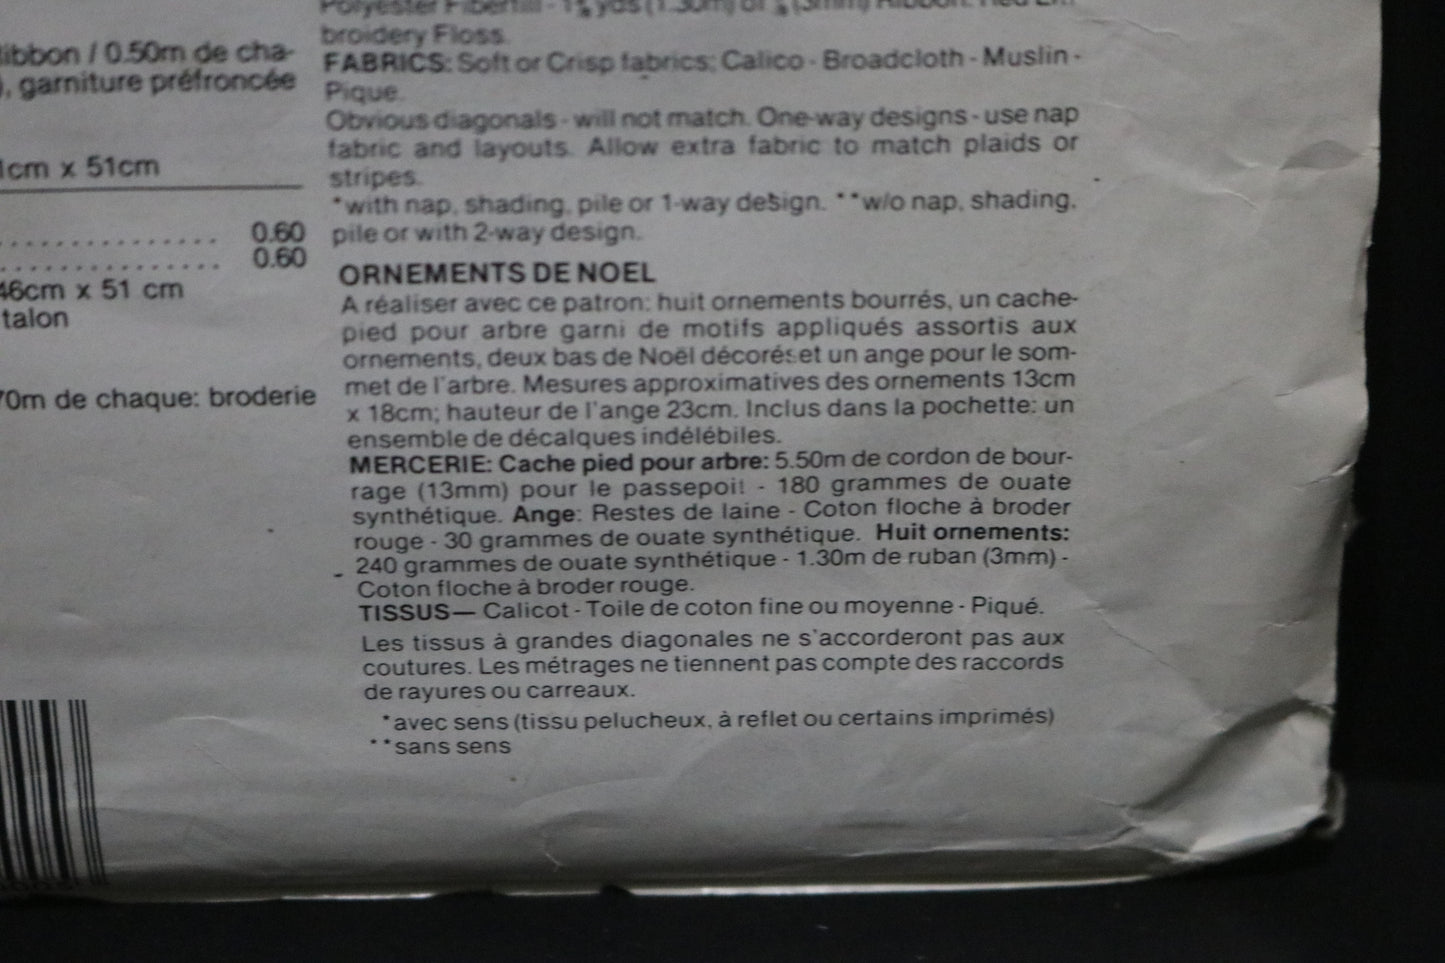 ibbon / 0.50m de cha-
, garniture préfroncée
1cm x 51cm
0.60
0.60
46cm x 51 cm
talon
70m de chaque: broderie
Polyester Fiberfill
broidery Floss.
FABRICS: Soft or Crisp fabrics: Calico - Broadcloth - Muslin -
Pique.
Obvious diagonals - will not match. One-way designs - use nap
fabric and layouts. Allow extra fabric to match plaids or
stripes.
*with nap, shading, pile or 1-way design. **w/o nap, shading,
pile or with 2-way design.
ORNEMENTS DE NOEL
A réaliser avec ce patron: huit ornements bourrés, un cache-
pied pour arbre garni de motifs appliqués assortis aux
ornements, deux bas de Noël décorés et un ange pour le som-
met de l'arbre. Mesures approximatives des ornements 13cm
x 18cm; hauteur de l'ange 23cm. Inclus dans la pochette: un
ensemble de décalques indélébiles.
MERCERIE: Cache pied pour arbre: 5.50m de cordon de bour-
rage (13mm) pour le passepoil - 180 grammes de ouate
synthétique. Ange: Restes de laine - Coton floche à broder
rouge - 30 grammes de ouate synthétique. Huit ornements:
240 grammes de ouate synthétique - 1.30m de ruban (3mm) -
Coton floche à broder rouge.
TISSUS— Calicot - Toile de coton fine ou moyenne - Piqué.
Les tissus à grandes diagonales ne s'accorderont pas aux
coutures. Les métrages ne tiennent pas compte des raccords
de rayures ou carreaux.
*avec sens (tissu pelucheux, à reflet ou certains imprimés)
**sans sens